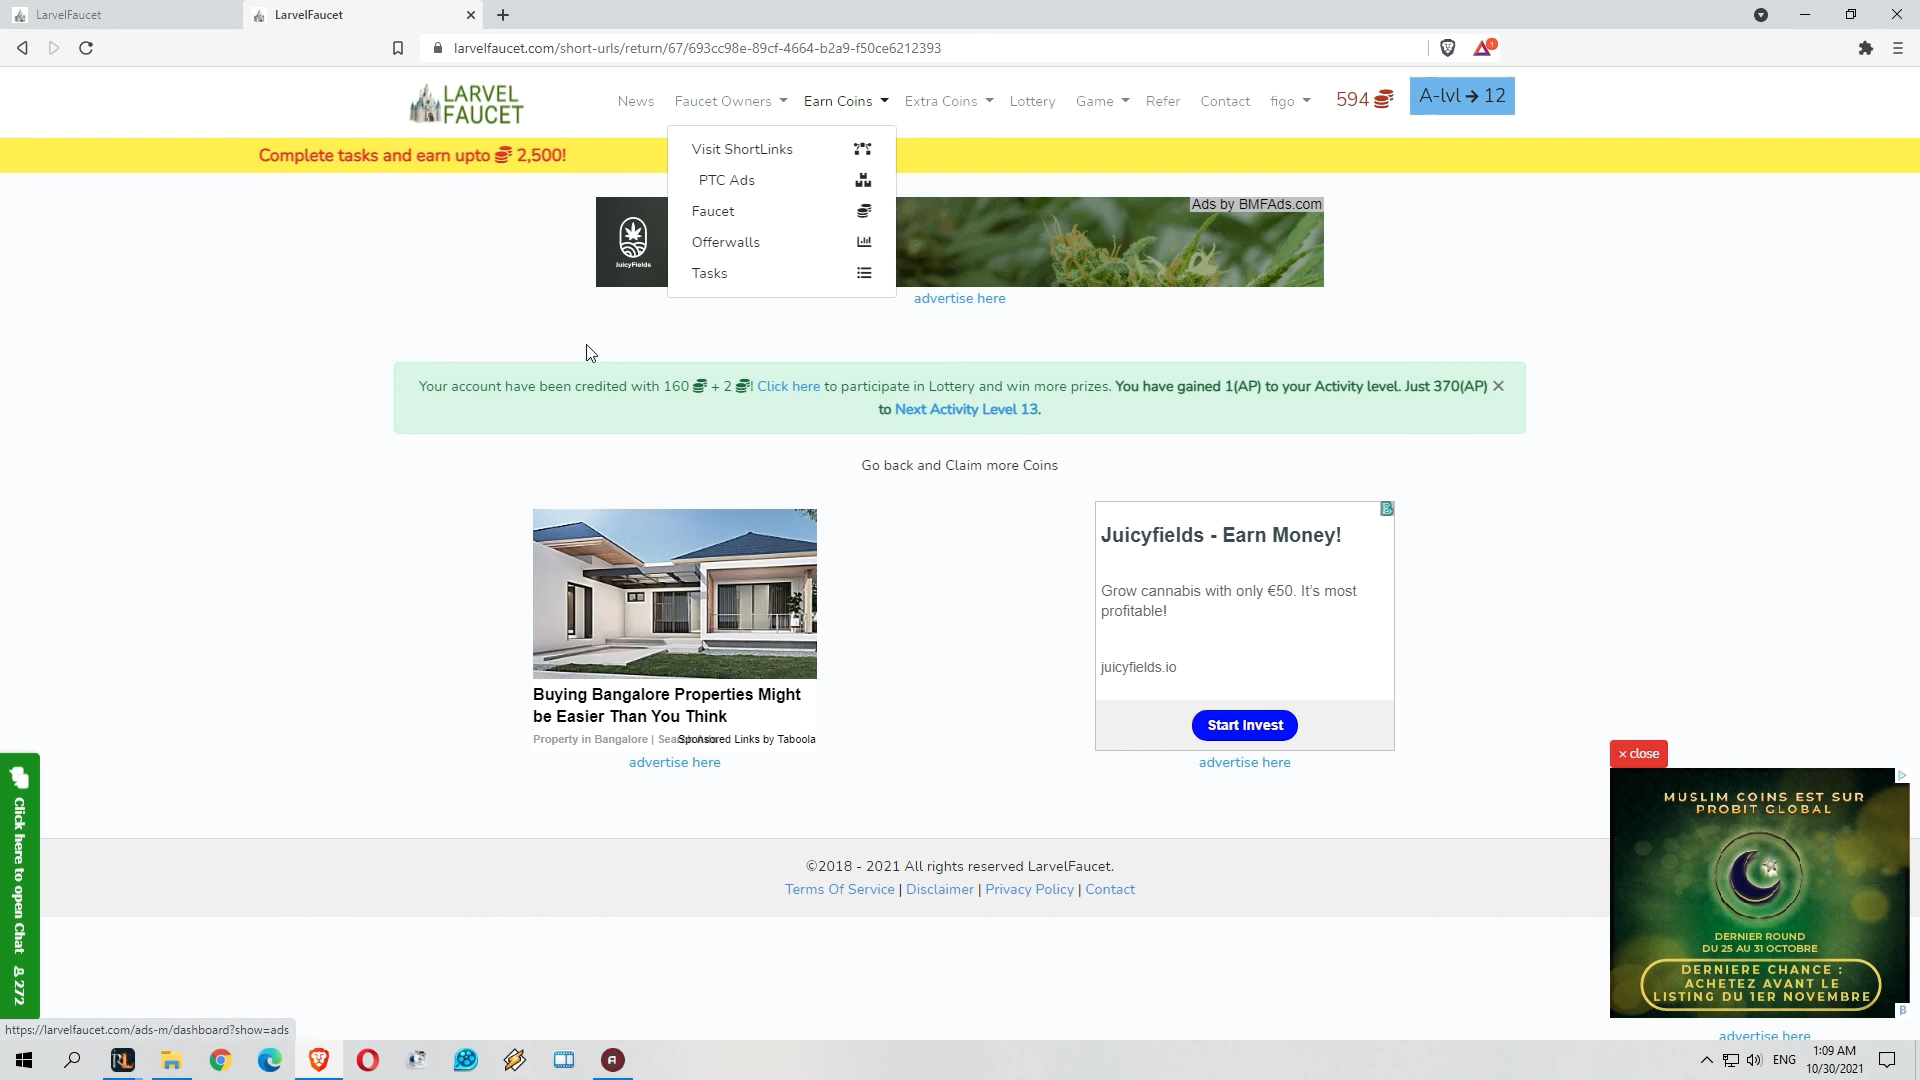 LarvelFaucet
LarvelFaucet
larvelfaucet.com/short-urls/return/67/693cc98e-89cf-4664-b2a9-f50ce6212393
1
LARVEL
FAUCET
News
Faucet Owners
Earn Coins
Extra Coins
Lottery
Game
Refer
Contact
figo
594
A-lvl → 12
Visit ShortLinks
PTC Ads
Faucet
Offerwalls
Tasks
Complete tasks and earn upto 2,500!
JuicyFields
Ads by BMFAds.com
advertise here
Your account have been credited with 160 + 2 ! Click here to participate in Lottery and win more prizes. You have gained 1(AP) to your Activity level. Just 370(AP)
to Next Activity Level 13.
Go back and Claim more Coins
Buying Bangalore Properties Might
be Easier Than You Think
Property in Bangalore | Sea
Sponsored Links by Taboola
advertise here
Juicyfields - Earn Money!
Grow cannabis with only €50. It's most
profitable!
juicyfields.io
Start Invest
advertise here
× close
MUSLIM COINS EST SUR
PROBIT GLOBAL
DERNIER ROUND
DU 25 AU 31 OCTOBRE
DERNIERE CHANCE :
ACHETEZ AVANT LE
LISTING DU 1ER NOVEMBRE
advertise here
Click here to open Chat 272
©2018 - 2021 All rights reserved LarvelFaucet.
Terms Of Service | Disclaimer | Privacy Policy | Contact
https://larvelfaucet.com/ads-m/dashboard?show=ads
ENG
1:09 AM
10/30/2021